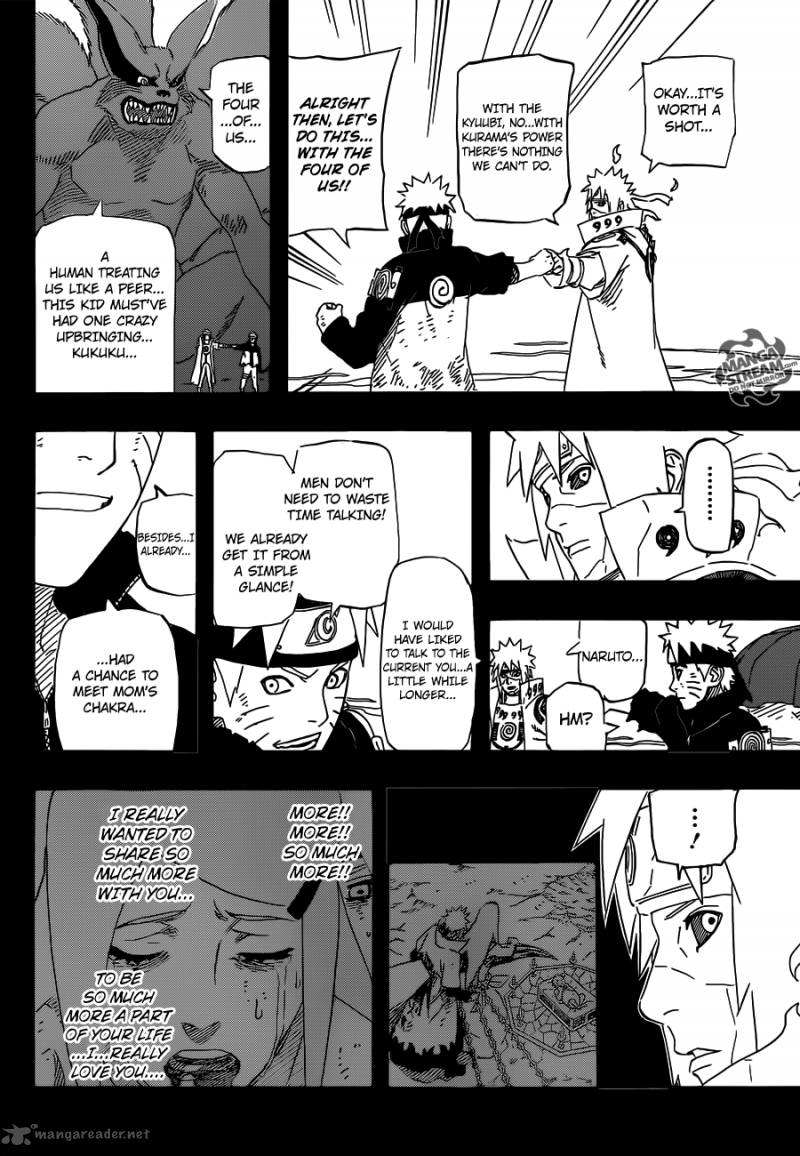 OKAY...IT'S
WORTH A
SHOT...
WITH THE
KYUUBI, NO...WITH
KURAMA'S POWER
THERE'S NOTHING
WE CAN'T DO.
ALRIGHT
THEN, LET'S
DO THIS...
WITH THE
FOUR OF
US!!
999
THE
FOUR
...OF...
US...
A
HUMAN TREATING
US LIKE A PEER...
THIS KID MUST'VE
HAD ONE CRAZY
UPBRINGING...
KUKUKU...
MANGA
STREAM.com
DO NOT MIRROR
........
NARUTO...
HM?
I WOULD
HAVE LIKED
TO TALK TO THE
CURRENT YOU...A
LITTLE WHILE
LONGER...
MEN DON'T
NEED TO WASTE
TIME TALKING!
WE ALREADY
GET IT FROM
A SIMPLE
GLANCE!
BESIDES...I
ALREADY...
...HAD
A CHANCE TO
MEET MOM'S
CHAKRA...
...!
MORE!!
MORE!!
SO MUCH
MORE!!
I REALLY
WANTED TO
SHARE SO
MUCH MORE
WITH YOU...
TO BE
SO MUCH
MORE A PART
OF YOUR LIFE
...I...REALLY
LOVE YOU....
mangareader.net